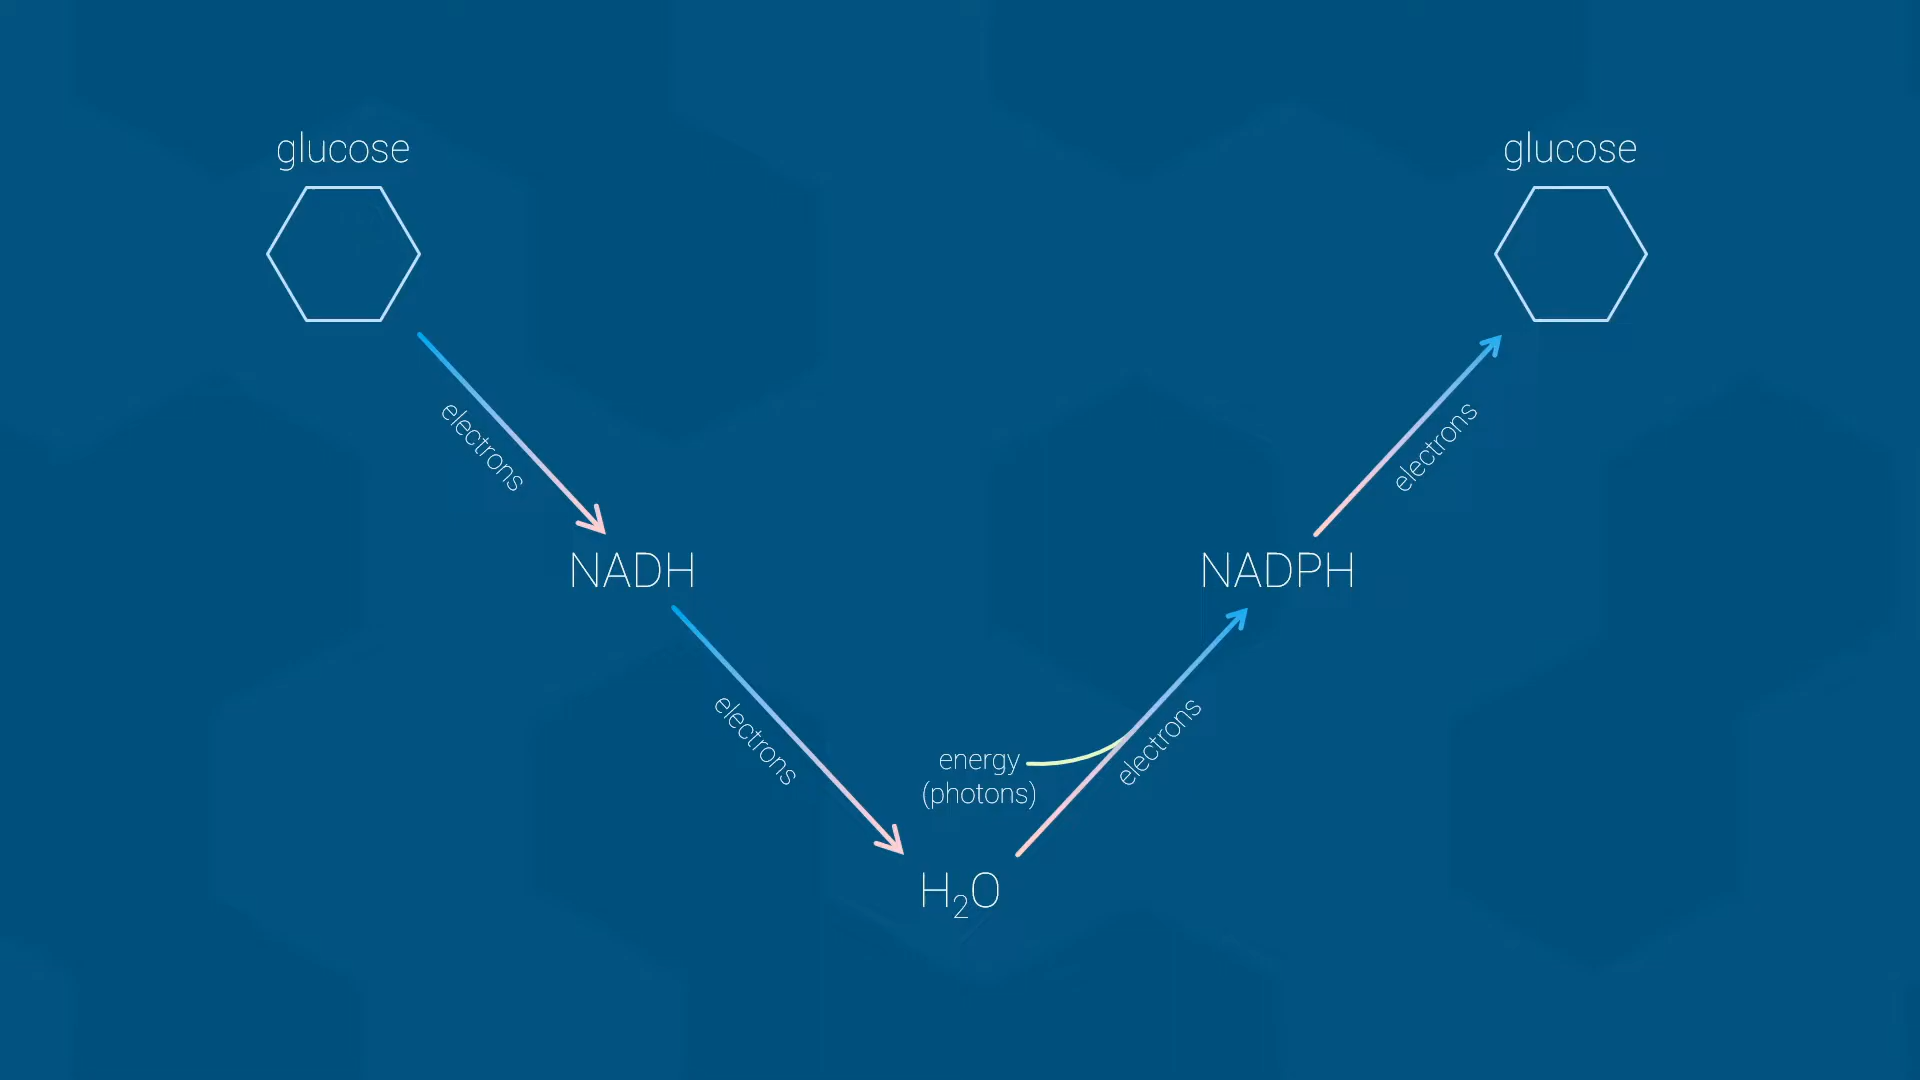 glucose
glucose
electrons
electrons
NADH
NADPH
electrons
electrons
energy
(photons)
H₂O